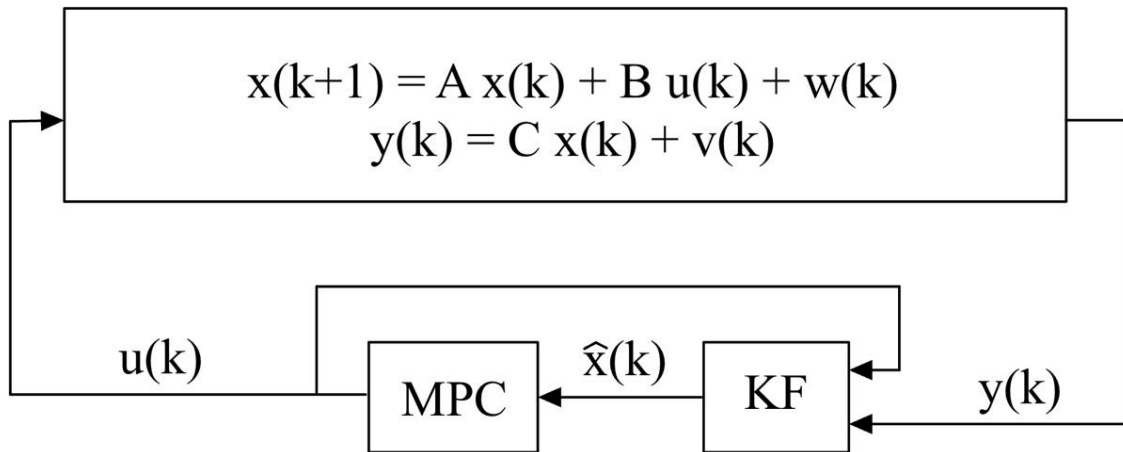 x(k+1) = A x(k) + B u(k) + w(k)
y(k) = C x(k) + v(k)
u(k)
MPC
x̂(k)
KF
y(k)